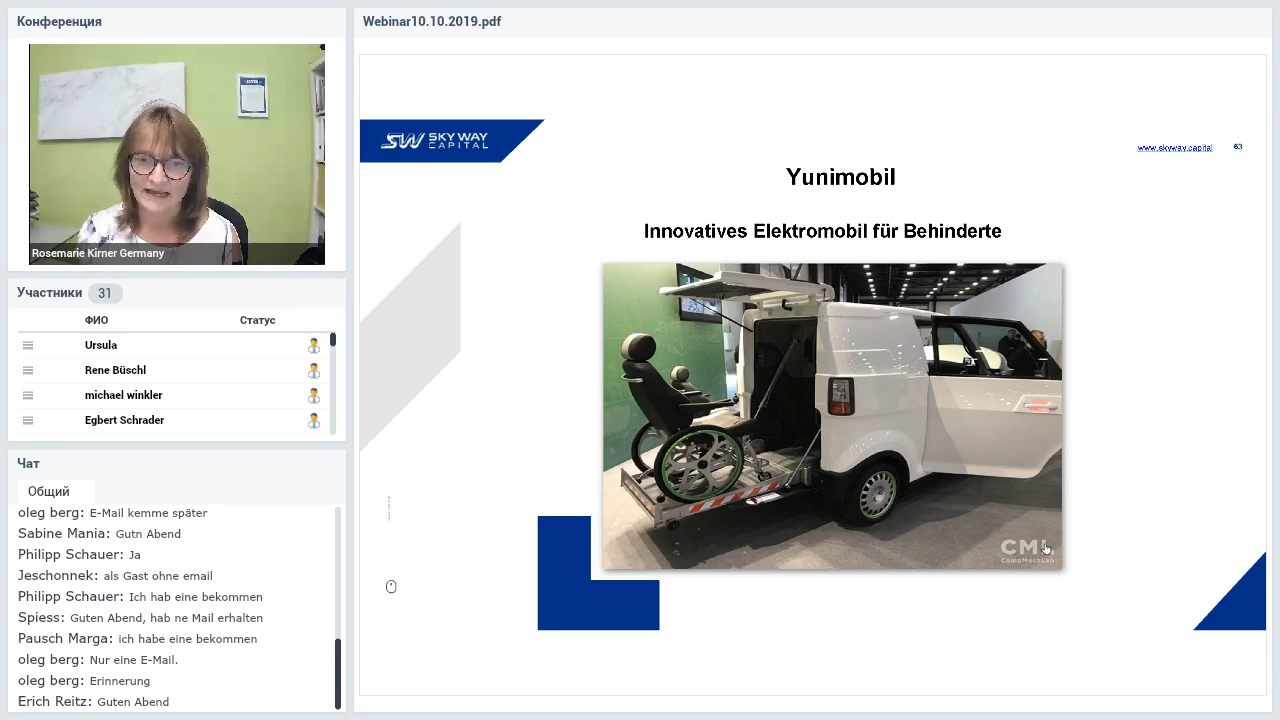 Конференция
Rosemarie Kirner Germany
Участники 31
ФИО Статус
Ursula
Rene Büschl
michael winkler
Egbert Schrader
Чат
Общий
oleg berg: E-Mail kemme später
Sabine Mania: Gutn Abend
Philipp Schauer: Ja
Jeschonnek: als Gast ohne email
Philipp Schauer: Ich hab eine bekommen
Spiess: Guten Abend, hab ne Mail erhalten
Pausch Marga: ich habe eine bekommen
oleg berg: Nur eine E-Mail.
oleg berg: Erinnerung
Erich Reitz: Guten Abend
Webinar10.10.2019.pdf
SW SKY WAY
CAPITAL
www.skyway.capital 63
Yunimobil
Innovatives Elektromobil für Behinderte
CML
CompMechLab